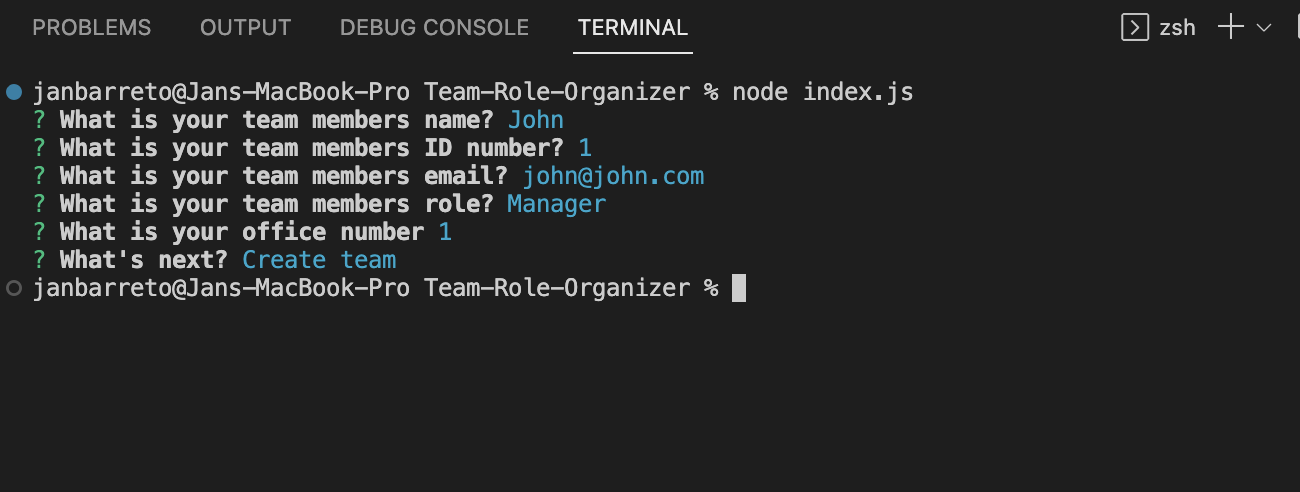 PROBLEMS OUTPUT DEBUG CONSOLE TERMINAL zsh
janbarreto@Jans-MacBook-Pro Team-Role-Organizer % node index.js
? What is your team members name? John
? What is your team members ID number? 1
? What is your team members email? john@john.com
? What is your team members role? Manager
? What is your office number 1
? What's next? Create team
janbarreto@Jans-MacBook-Pro Team-Role-Organizer %